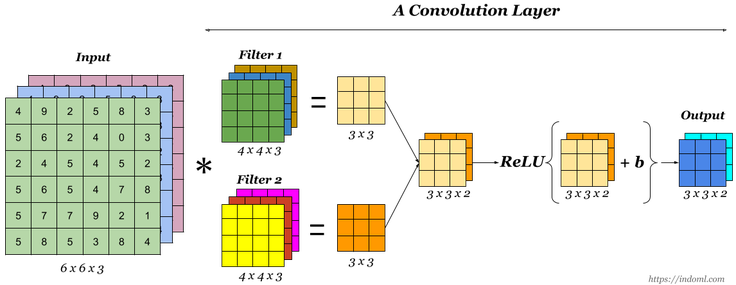 A Convolution Layer
Input
4 9 2 5 8 3
5 6 2 4 0 3
2 4 5 4 5 2
5 6 5 4 7 8
5 7 7 9 2 1
5 8 5 3 8 4
6 x 6 x 3
*
Filter 1
4 x 4 x 3
=
3 x 3
Filter 2
4 x 4 x 3
=
3 x 3
3 x 3 x 2
ReLU
3 x 3 x 2
+ b
Output
3 x 3 x 2
https://indoml.com